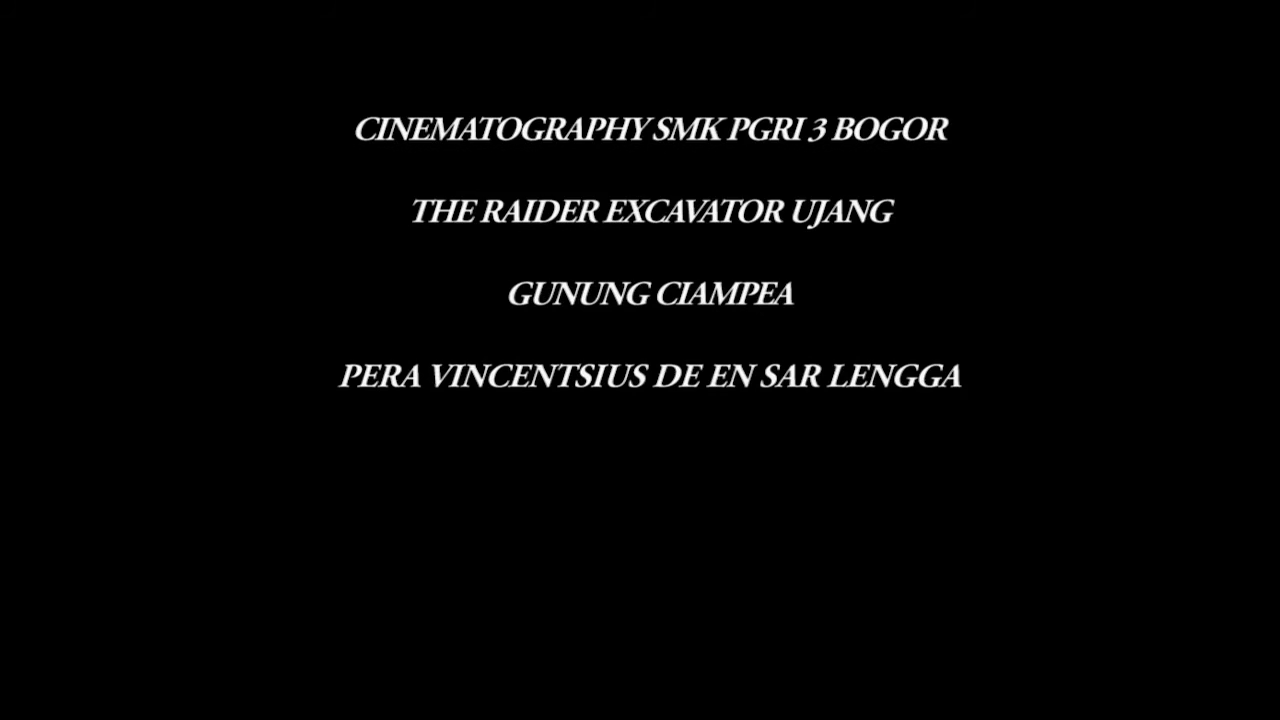 CINEMATOGRAPHY SMK PGRI 3 BOGOR
THE RAIDER EXCAVATOR UJANG
GUNUNG CIAMPEA
PERA VINCENTSIUS DE EN SAR LENGGA